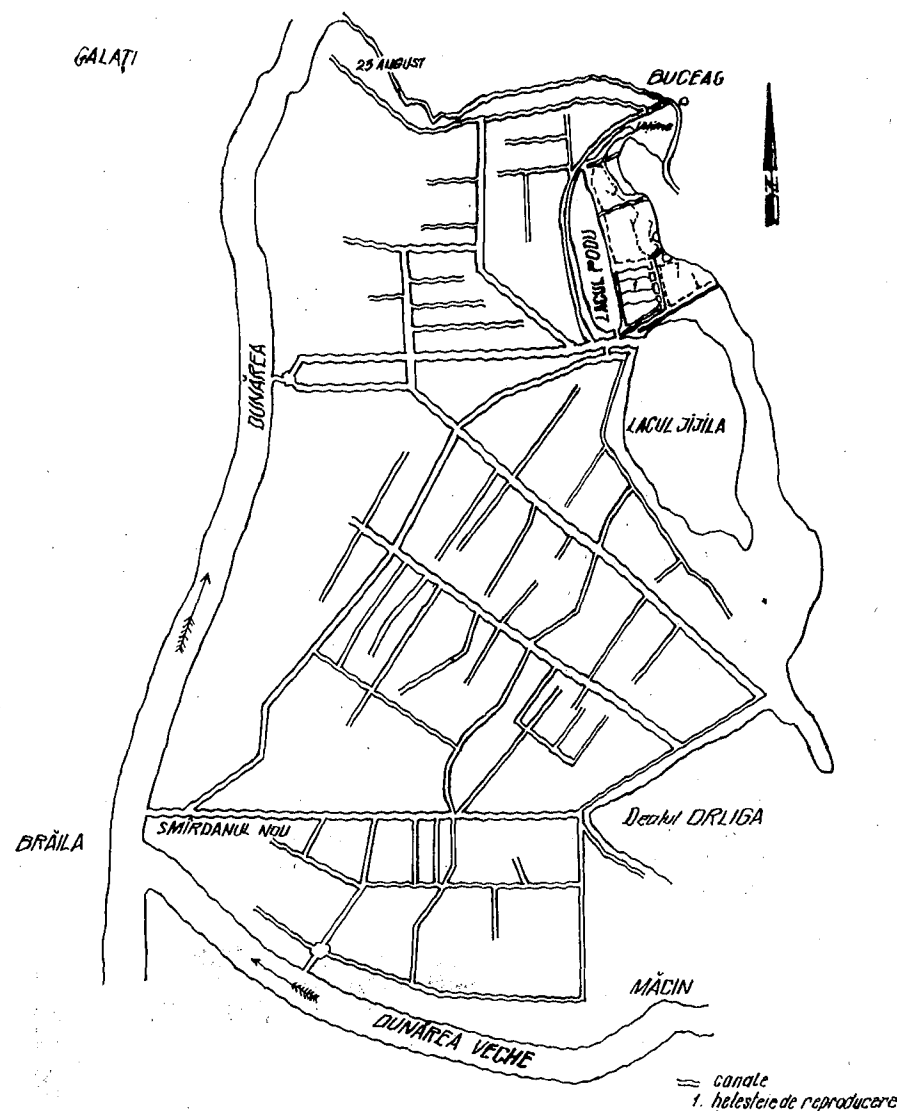 GALAȚI
23 AUGUST
BUCEAG
N
LACUL PODU
DUNĂREA
LACUL JIJILA
BRĂILA
SMÎRDANUL NOU
Dealul ORLIGA
MĂCIN
DUNĂREA VECHE
canale
1. heleșteie de reproducere